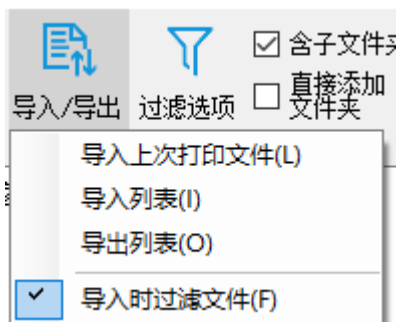 导入/导出
过滤选项
含子文件夹
直接添加
文件夹
导入上次打印文件(L)
导入列表(I)
导出列表(O)
导入时过滤文件(F)